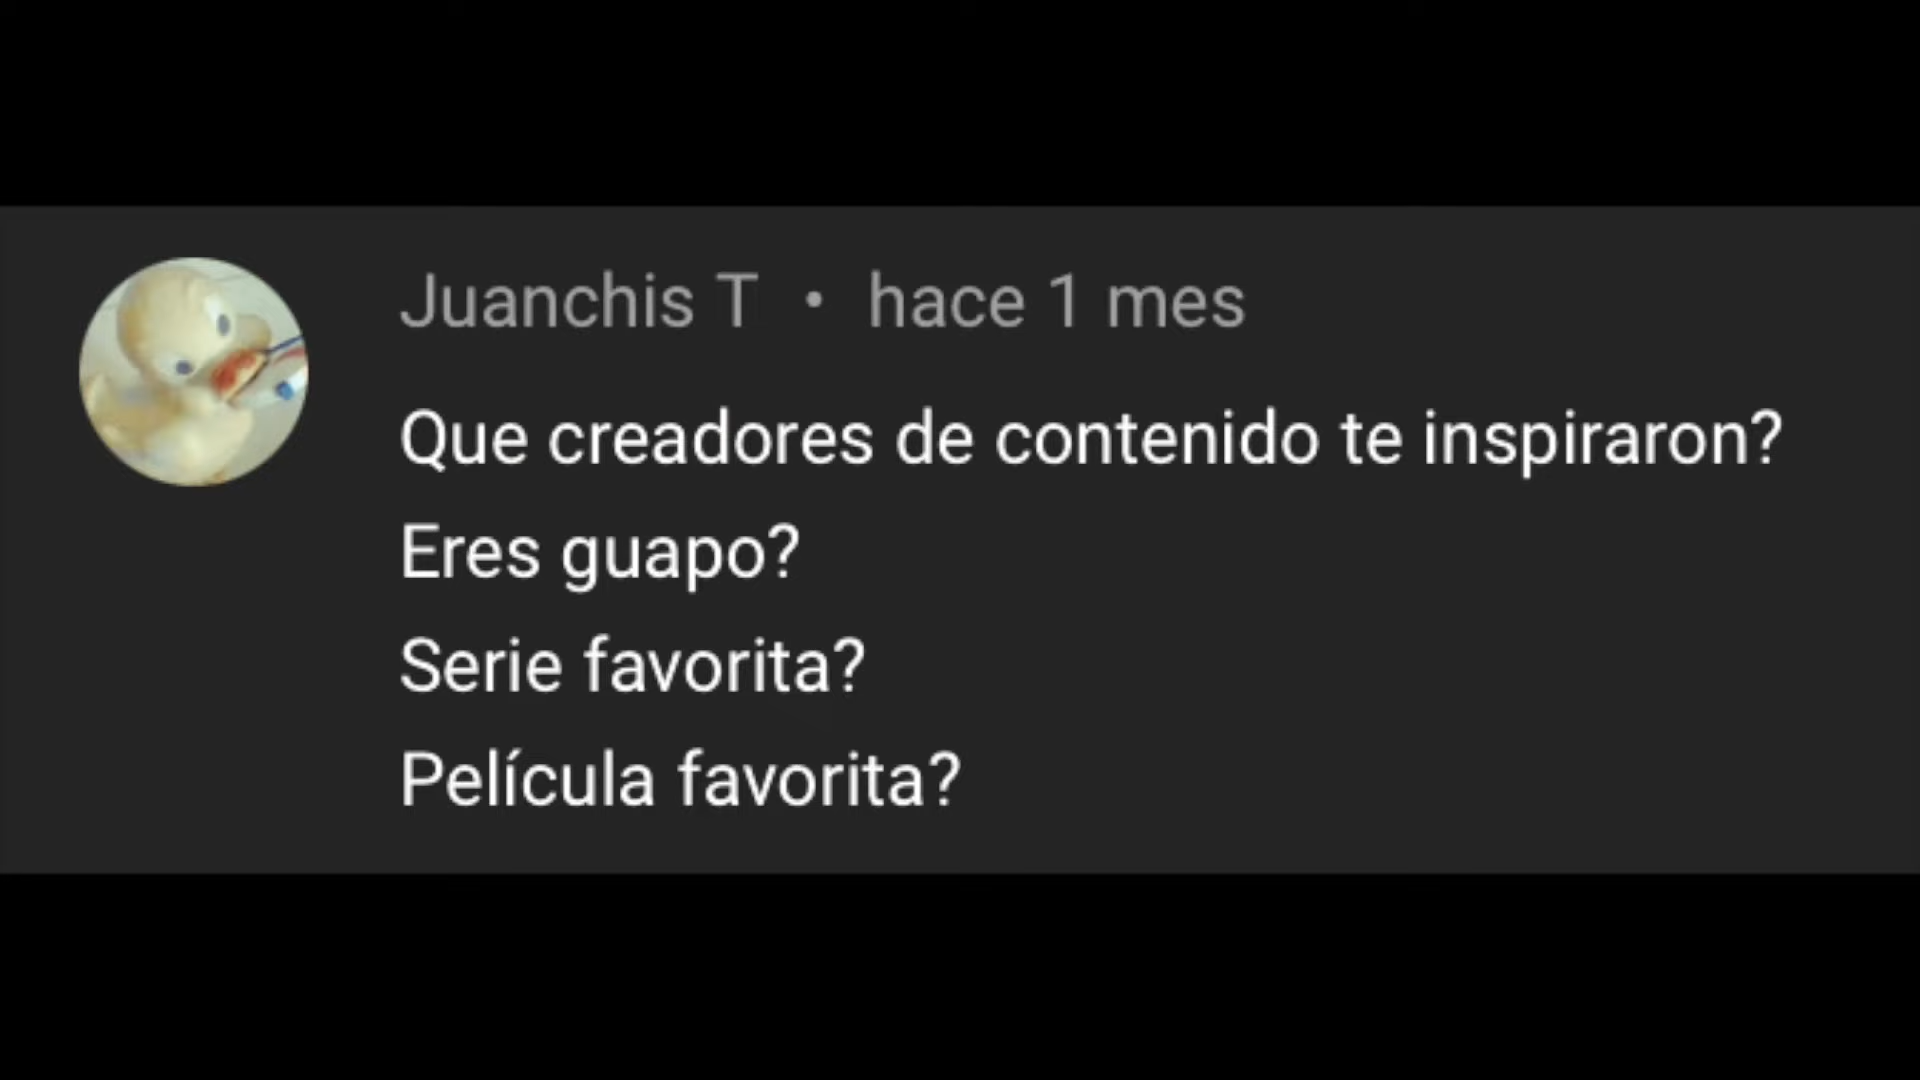 Juanchis T • hace 1 mes
Que creadores de contenido te inspiraron?
Eres guapo?
Serie favorita?
Película favorita?